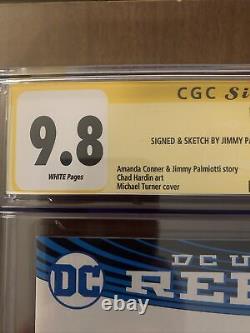 CGC Si
9.8
WHITE Pages
SIGNED & SKETCH BY JIMMY PA
Amanda Conner & Jimmy Palmiotti story
Chad Hardin art
Michael Turner cover
DC
DC U
RE